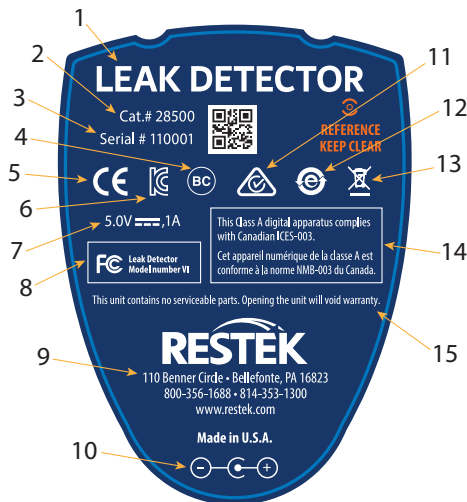 1
LEAK DETECTOR
2
Cat.# 28500
3
Serial # 110001
REFERENCE
KEEP CLEAR
11
12
4
BC
e
13
5
CE
6
KC
7
5.0V ⎓,1A
This Class A digital apparatus complies
with Canadian ICES-003.
Cet appareil numérique de la classe A est
conforme à la norme NMB-003 du Canada.
14
8
FC Leak Detector
Model number VI
This unit contains no serviceable parts. Opening the unit will void warranty.
15
RESTEK
9
110 Benner Circle • Bellefonte, PA 16823
800-356-1688 • 814-353-1300
www.restek.com
Made in U.S.A.
10